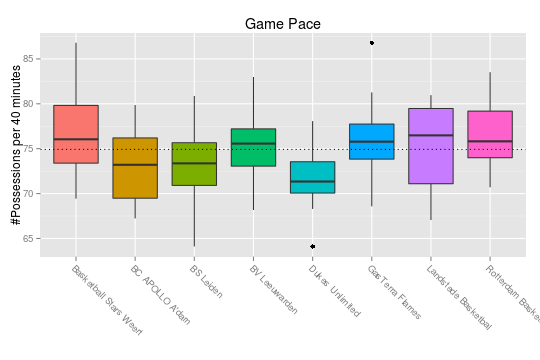 Game Pace
#Possessions per 40 minutes
85
80
75
70
65
Basketball Stars Weert
BC APOLLO A'dam
BS Leiden
BV Leeuwarden
Dukes Unlimited
GasTerra Flames
Landstede Basketbal
Rotterdam Basket